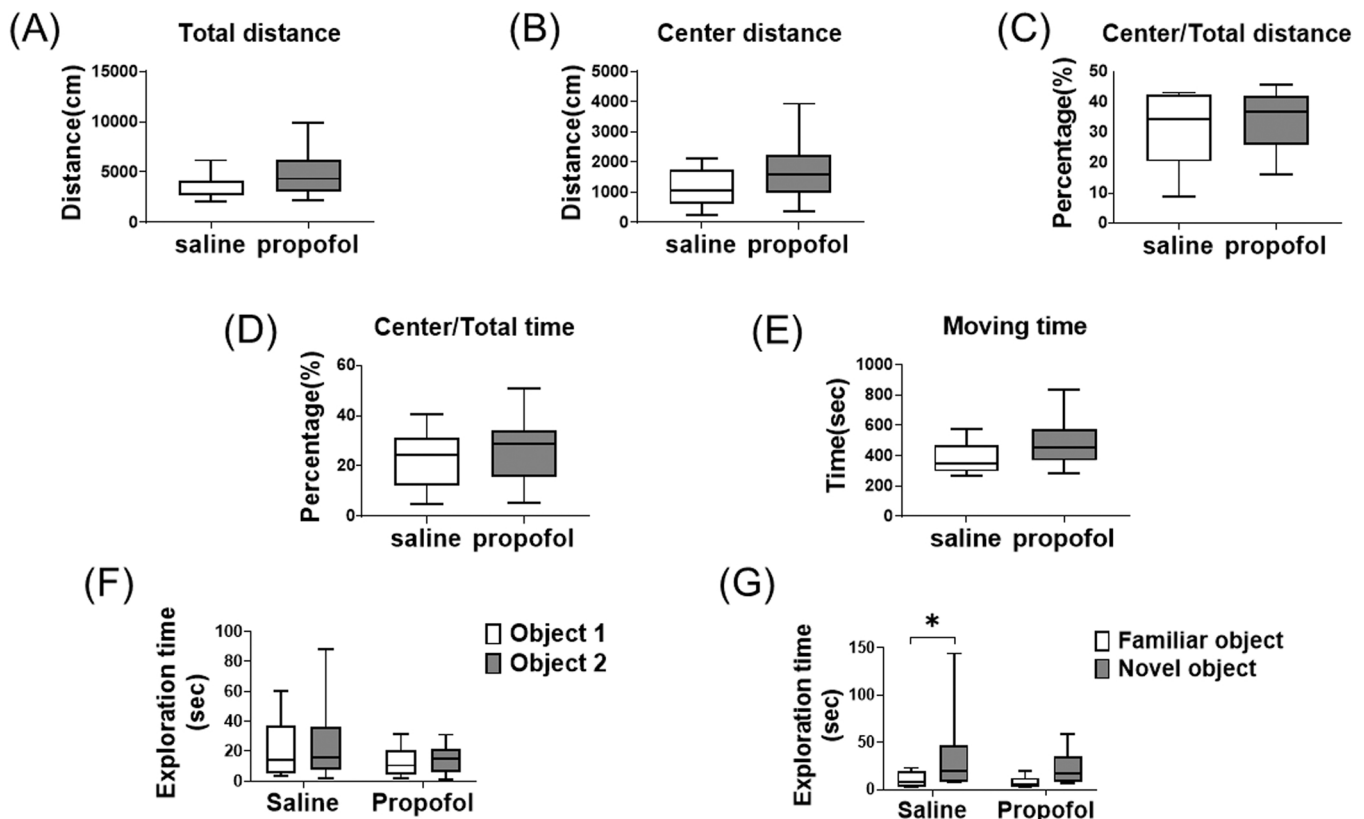 (A)
Total distance
Distance(cm)
15000
10000
5000
0
saline propofol
(B)
Center distance
Distance(cm)
5000
4000
3000
2000
1000
0
saline propofol
(C)
Center/Total distance
Percentage(%)
50
40
30
20
10
0
saline propofol
(D)
Center/Total time
Percentage(%)
60
40
20
0
saline propofol
(E)
Moving time
Time(sec)
1000
800
600
400
200
0
saline propofol
(F)
Exploration time
(sec)
100
80
60
40
20
0
Saline Propofol
Object 1
Object 2
(G)
Exploration time
(sec)
150
100
50
0
*
Saline Propofol
Familiar object
Novel object